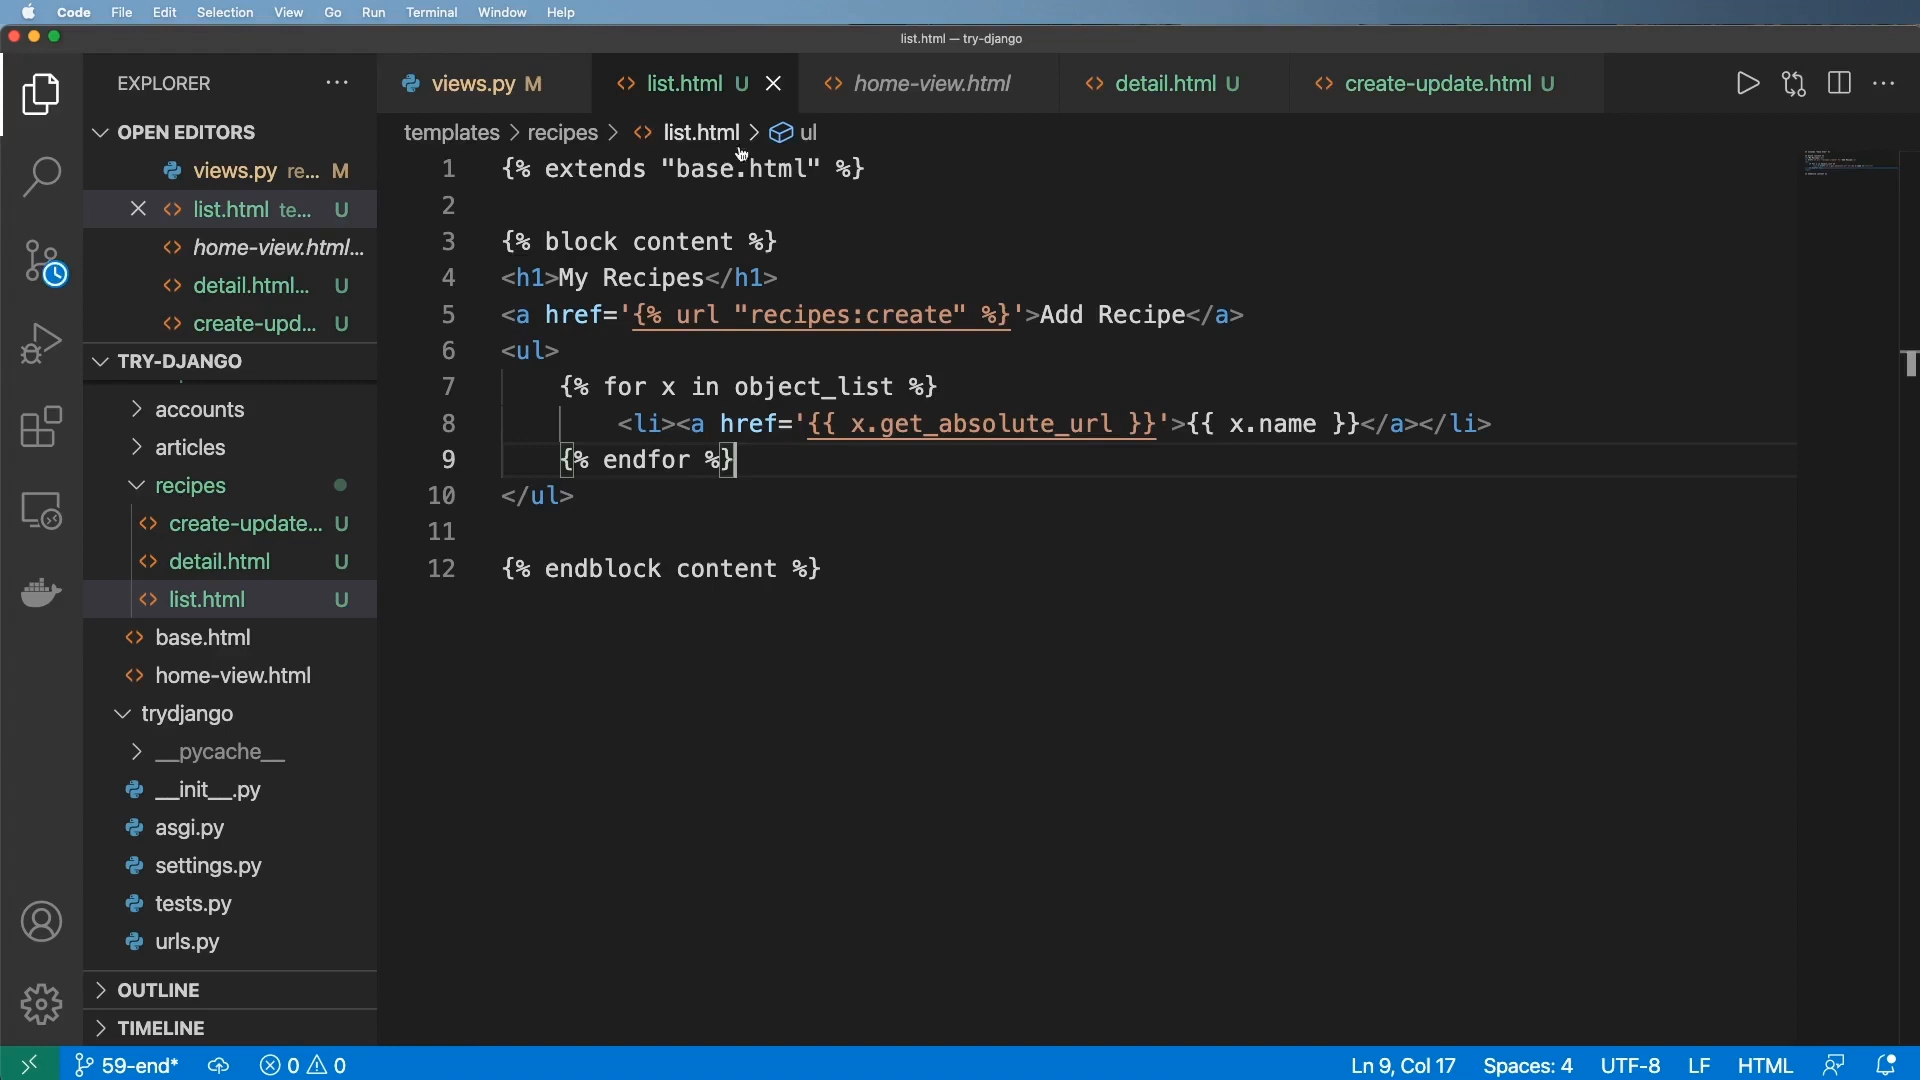 Code File Edit Selection View Go Run Terminal Window Help
list.html — try-django
EXPLORER
views.py M
list.html U
home-view.html
detail.html U
create-update.html U
OPEN EDITORS
views.py re... M
list.html te... U
home-view.html...
detail.html... U
create-upd... U
TRY-DJANGO
accounts
articles
recipes
create-update... U
detail.html U
list.html U
base.html
home-view.html
trydjango
__pycache__
__init__.py
asgi.py
settings.py
tests.py
urls.py
OUTLINE
TIMELINE
templates > recipes > list.html > ul
1 {% extends "base.html" %}
2
3 {% block content %}
4 <h1>My Recipes</h1>
5 <a href='{% url "recipes:create" %}'>Add Recipe</a>
6 <ul>
7 {% for x in object_list %}
8 <li><a href='{{ x.get_absolute_url }}'>{{ x.name }}</a></li>
9 {% endfor %}
10 </ul>
11
12 {% endblock content %}
59-end* 0 0 Ln 9, Col 17 Spaces: 4 UTF-8 LF HTML